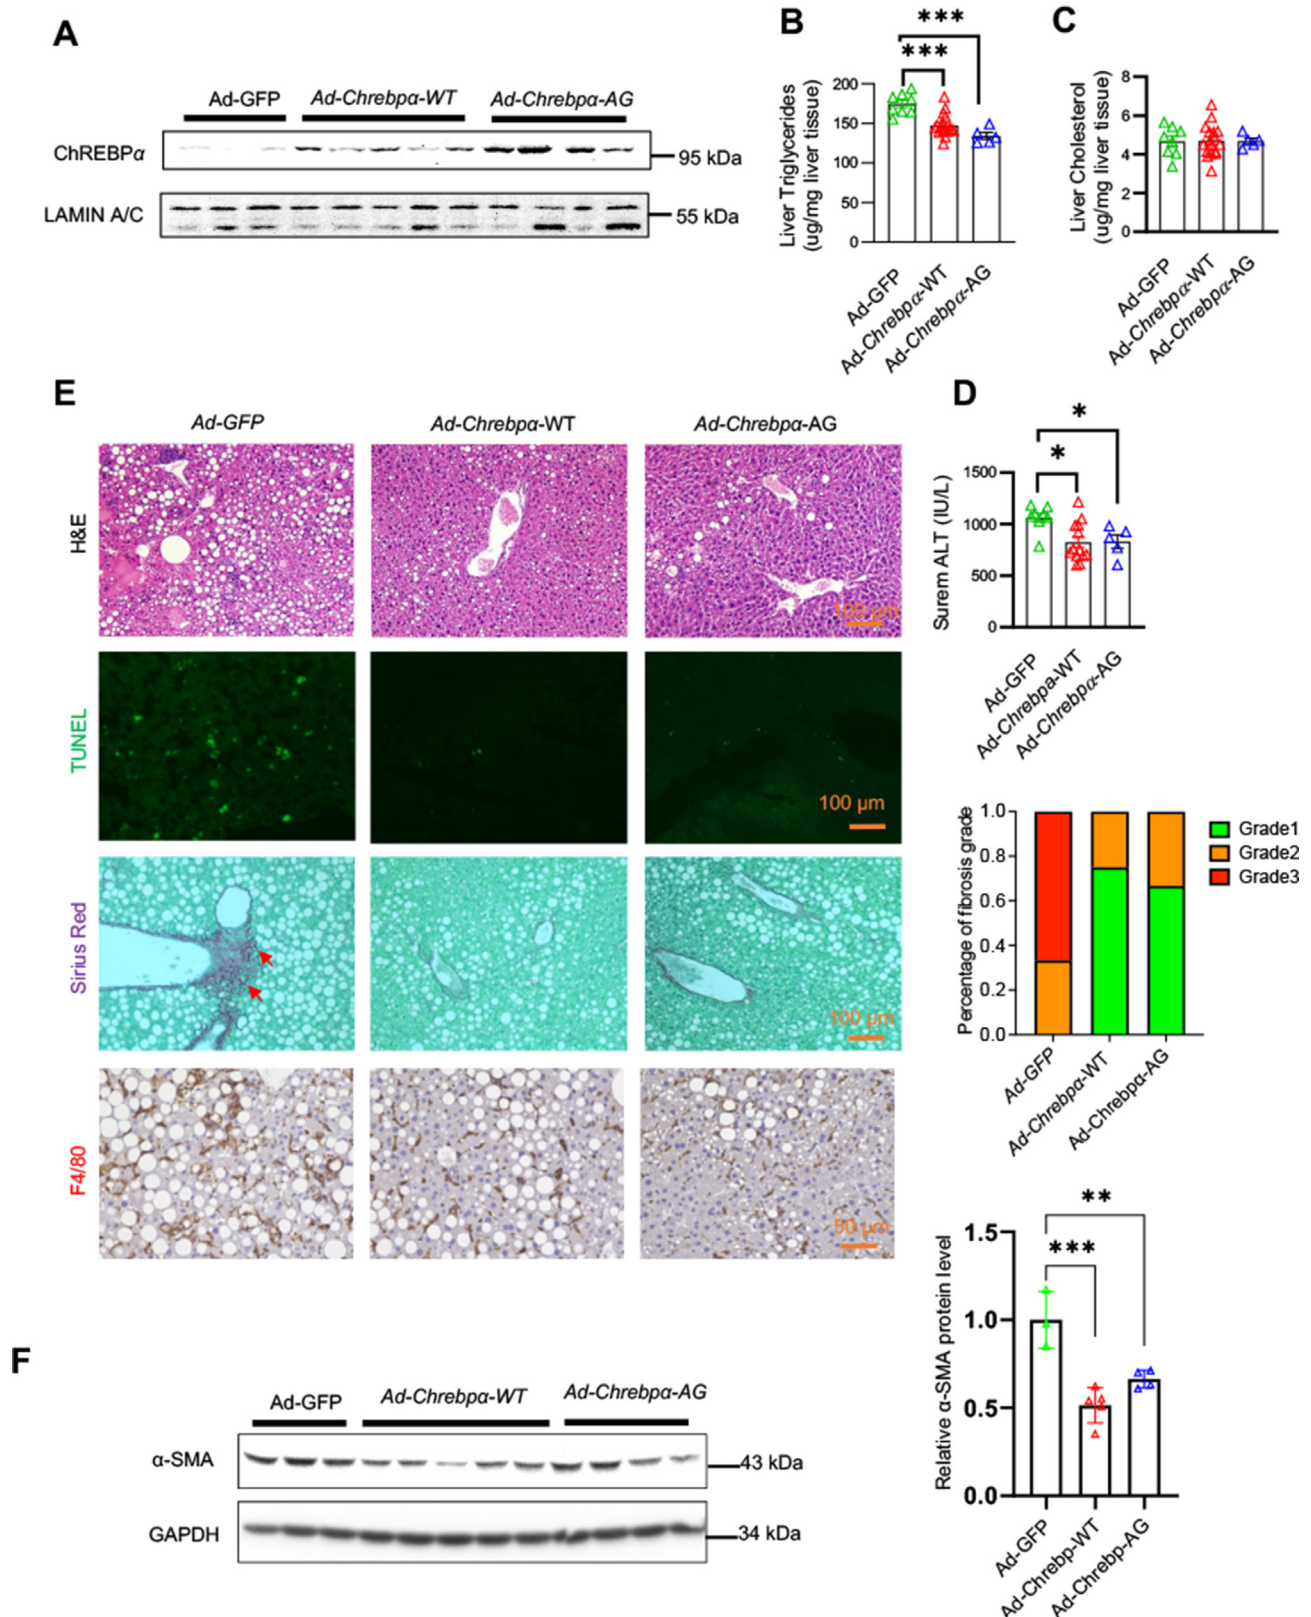 A
Ad-GFP
Ad-Chrebpα-WT
Ad-Chrebpα-AG
ChREBPα
95 kDa
LAMIN A/C
55 kDa
B
***
***
Liver Triglycerides
(ug/mg liver tissue)
200
150
100
50
0
Ad-GFP
Ad-Chrebpα-WT
Ad-Chrebpα-AG
C
Liver Cholesterol
(ug/mg liver tissue)
8
6
4
2
0
Ad-GFP
Ad-Chrebpα-WT
Ad-Chrebpα-AG
E
Ad-GFP
Ad-Chrebpα-WT
Ad-Chrebpα-AG
H&E
100 µm
TUNEL
100 µm
Sirius Red
100 µm
F4/80
50 µm
D
*
*
Surem ALT (IU/L)
1500
1000
500
0
Ad-GFP
Ad-Chrebpa-WT
Ad-Chrebpα-AG
Percentage of fibrosis grade
1.0
0.8
0.6
0.4
0.2
0.0
Grade1
Grade2
Grade3
Ad-GFP
Ad-Chrebpα-WT
Ad-Chrebpα-AG
F
Ad-GFP
Ad-Chrebpα-WT
Ad-Chrebpα-AG
α-SMA
43 kDa
GAPDH
34 kDa
**
***
Relative α-SMA protein level
1.5
1.0
0.5
0.0
Ad-GFP
Ad-Chrebp-WT
Ad-Chrebp-AG